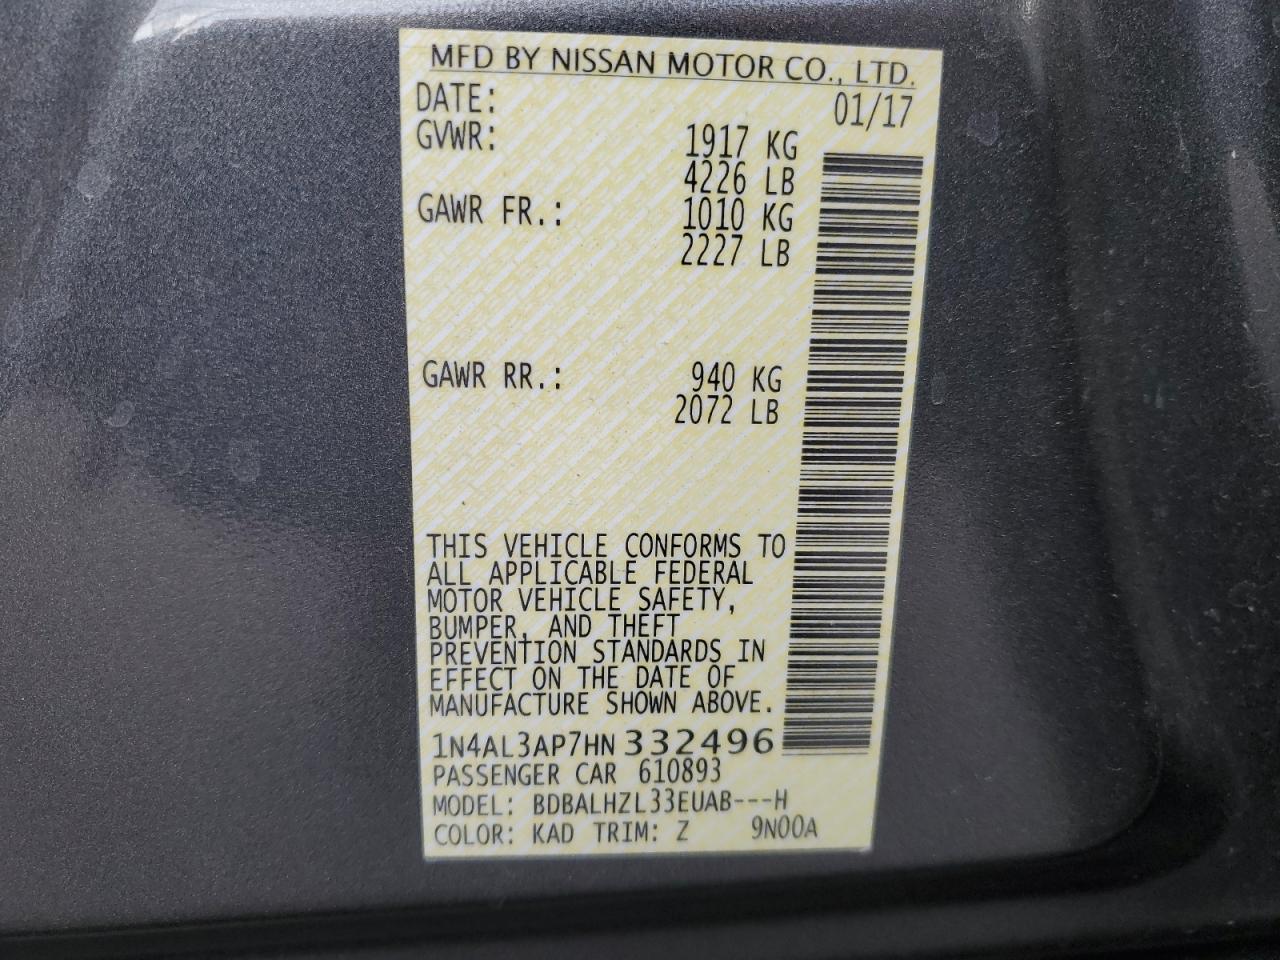 MFD BY NISSAN MOTOR CO., LTD.
DATE: 01/17
GVWR: 1917 KG
4226 LB
GAWR FR.: 1010 KG
2227 LB
GAWR RR.: 940 KG
2072 LB
THIS VEHICLE CONFORMS TO
ALL APPLICABLE FEDERAL
MOTOR VEHICLE SAFETY,
BUMPER, AND THEFT
PREVENTION STANDARDS IN
EFFECT ON THE DATE OF
MANUFACTURE SHOWN ABOVE.
1N4AL3AP7HN 332496
PASSENGER CAR 610893
MODEL: BDBALHZL33EUAB---H
COLOR: KAD TRIM: Z 9N00A